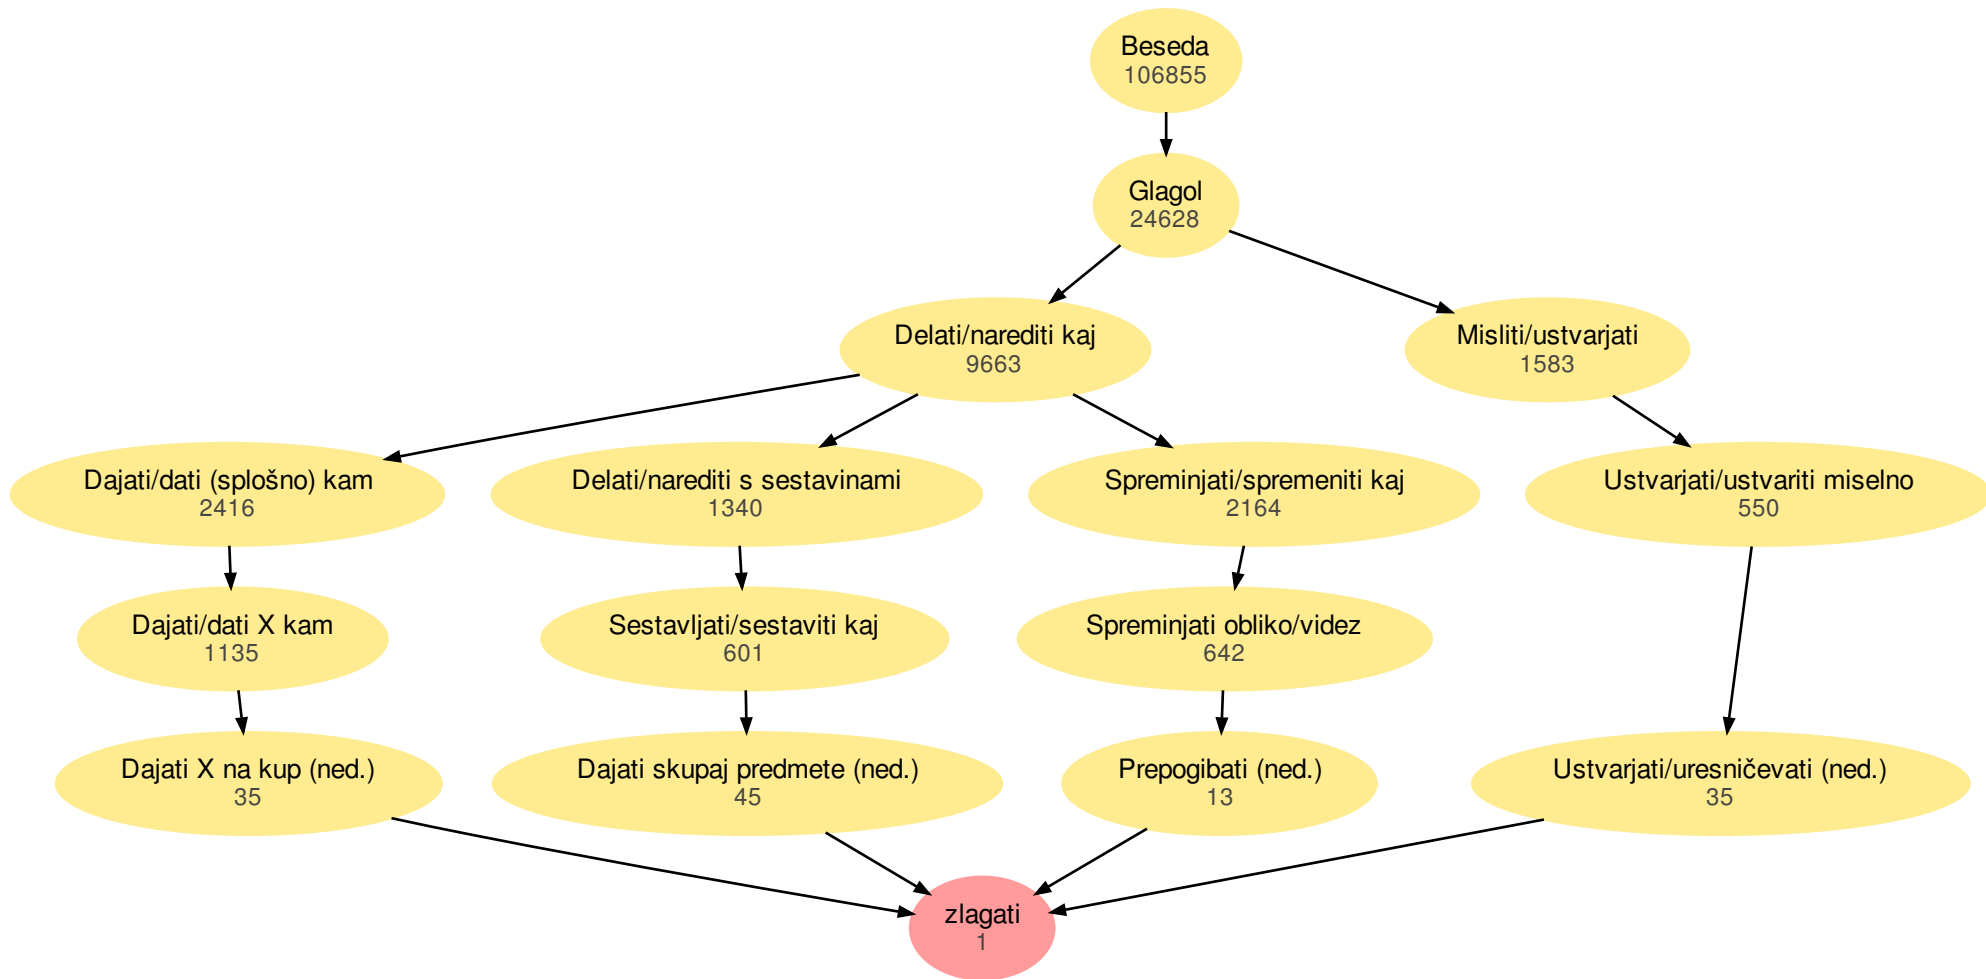 Beseda
106855
Glagol
24628
Delati/narediti kaj
9663
Misliti/ustvarjati
1583
Dajati/dati (splošno) kam
2416
Delati/narediti s sestavinami
1340
Spreminjati/spremeniti kaj
2164
Ustvarjati/ustvariti miselno
550
Dajati/dati X kam
1135
Sestavljati/sestaviti kaj
601
Spreminjati obliko/videz
642
Dajati X na kup (ned.)
35
Dajati skupaj predmete (ned.)
45
Prepogibati (ned.)
13
Ustvarjati/uresničevati (ned.)
35
zlagati
1